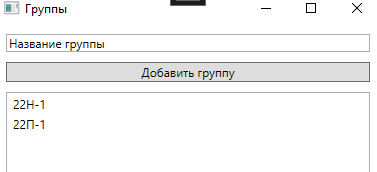 Группы
Название группы
Добавить группу
22Н-1
22П-1